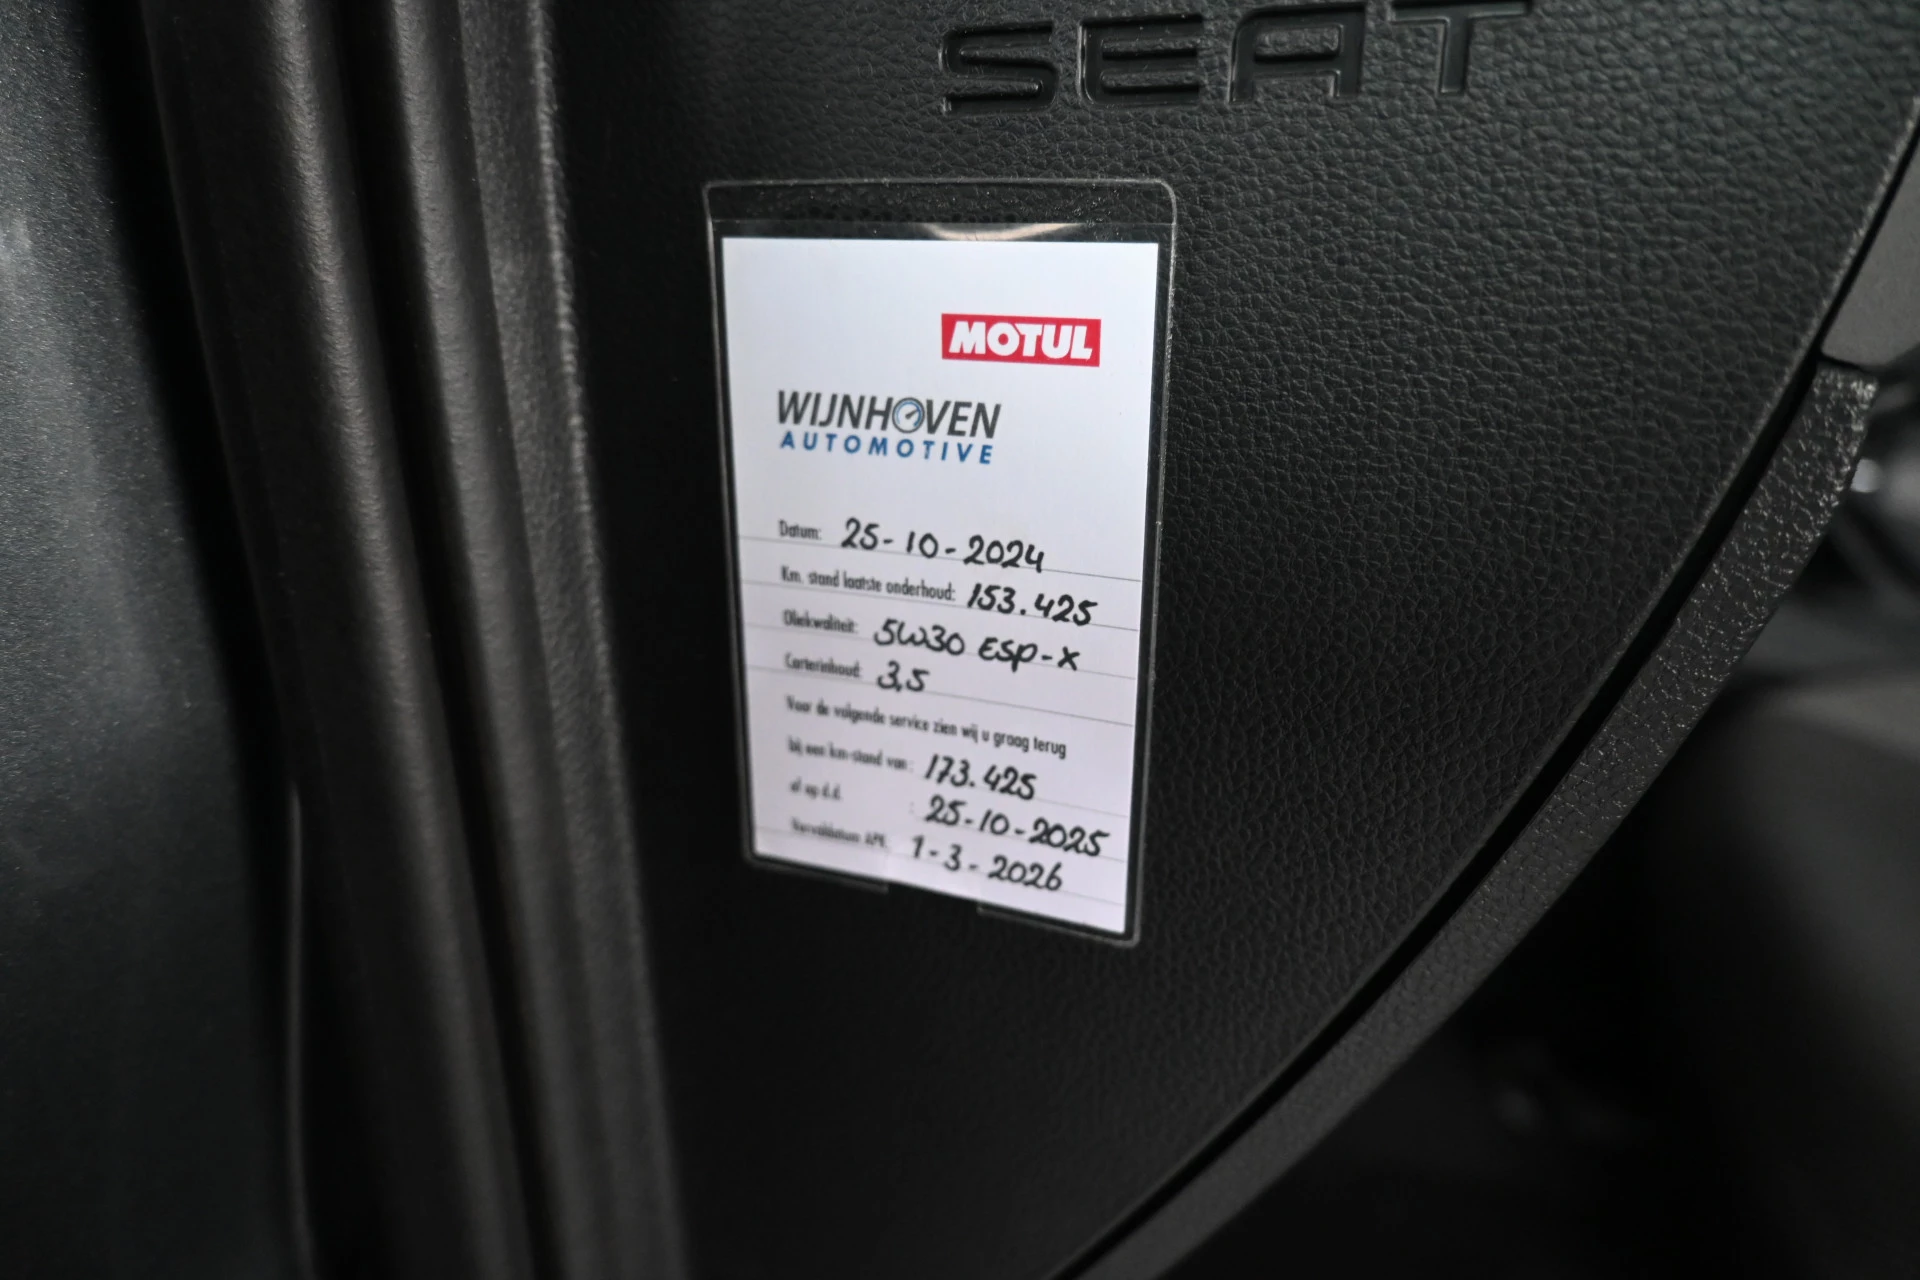 SEAT
MOTUL
WIJNHOVEN
AUTOMOTIVE
Datum: 25-10-2024
Km. stand laatste onderhoud: 153.425
Oliekwaliteit: 5W30 ESP-X
Carterinhoud: 3,5
Voor de volgende service zien wij u graag terug
bij een km-stand van: 173.425
of op d.d. : 25-10-2025
Vervaldatum APK: 1-3-2026